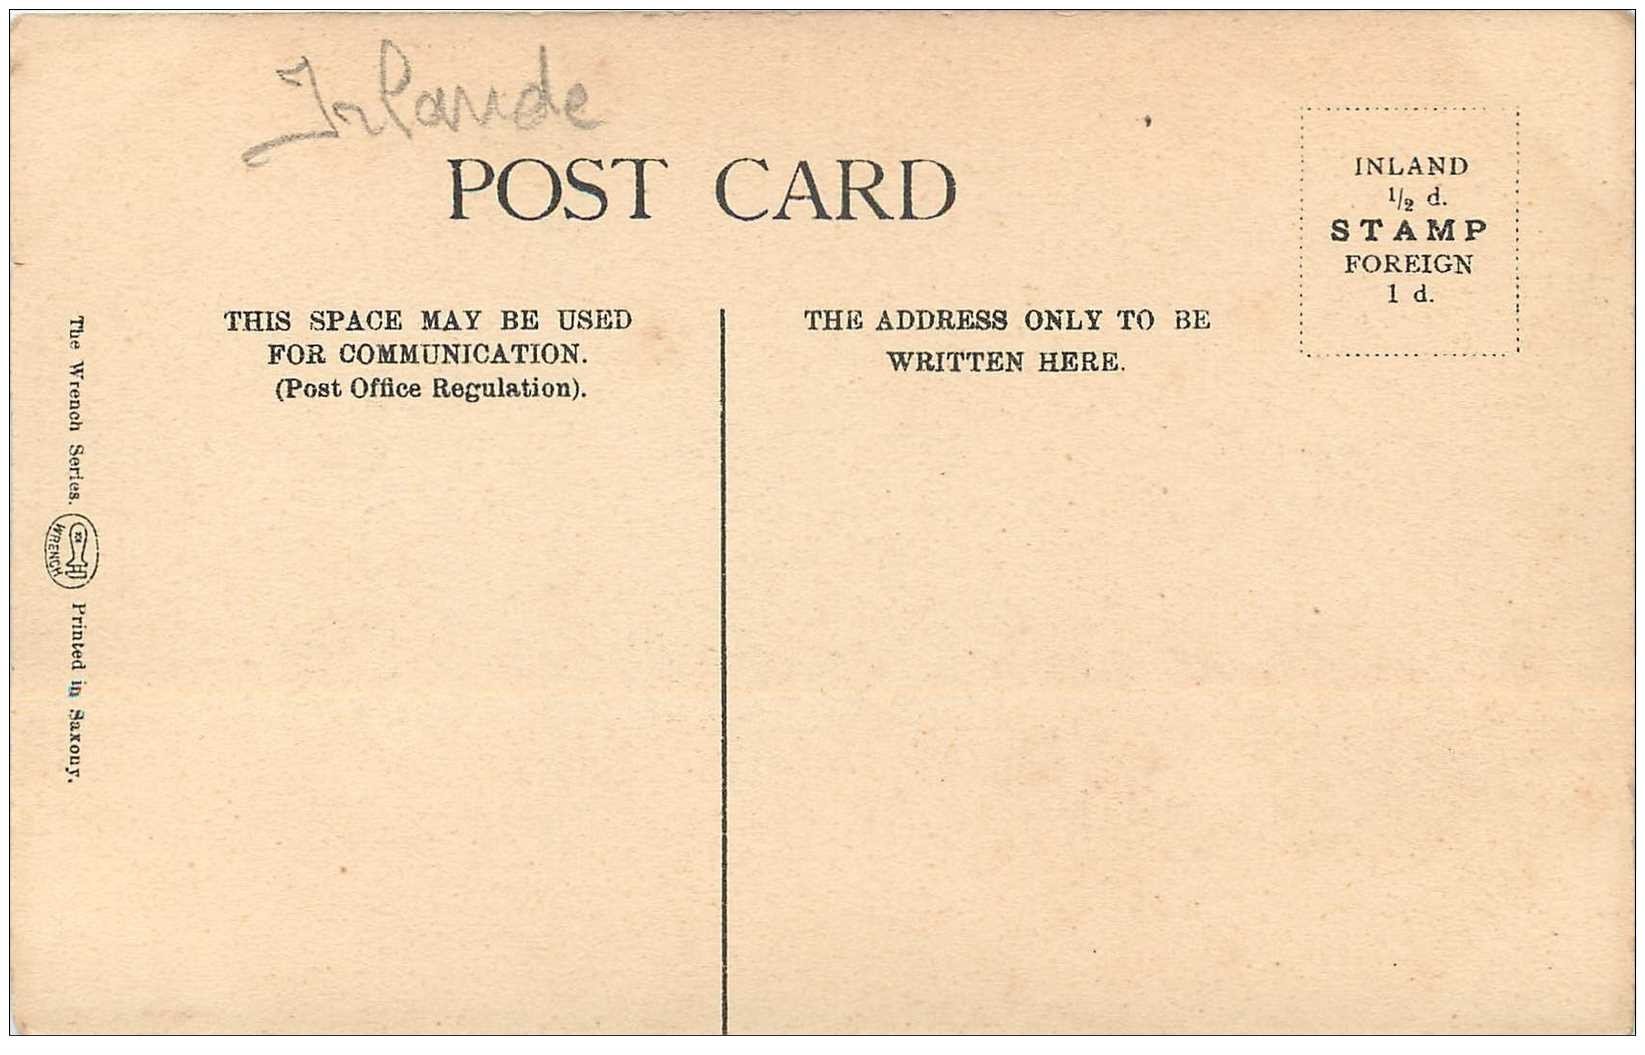 Irlande
POST CARD
INLAND
1/2 d.
STAMP
FOREIGN
1 d.
THIS SPACE MAY BE USED
FOR COMMUNICATION.
(Post Office Regulation).
THE ADDRESS ONLY TO BE
WRITTEN HERE.
The Wrench Series.
WRENCH
Printed in Saxony.